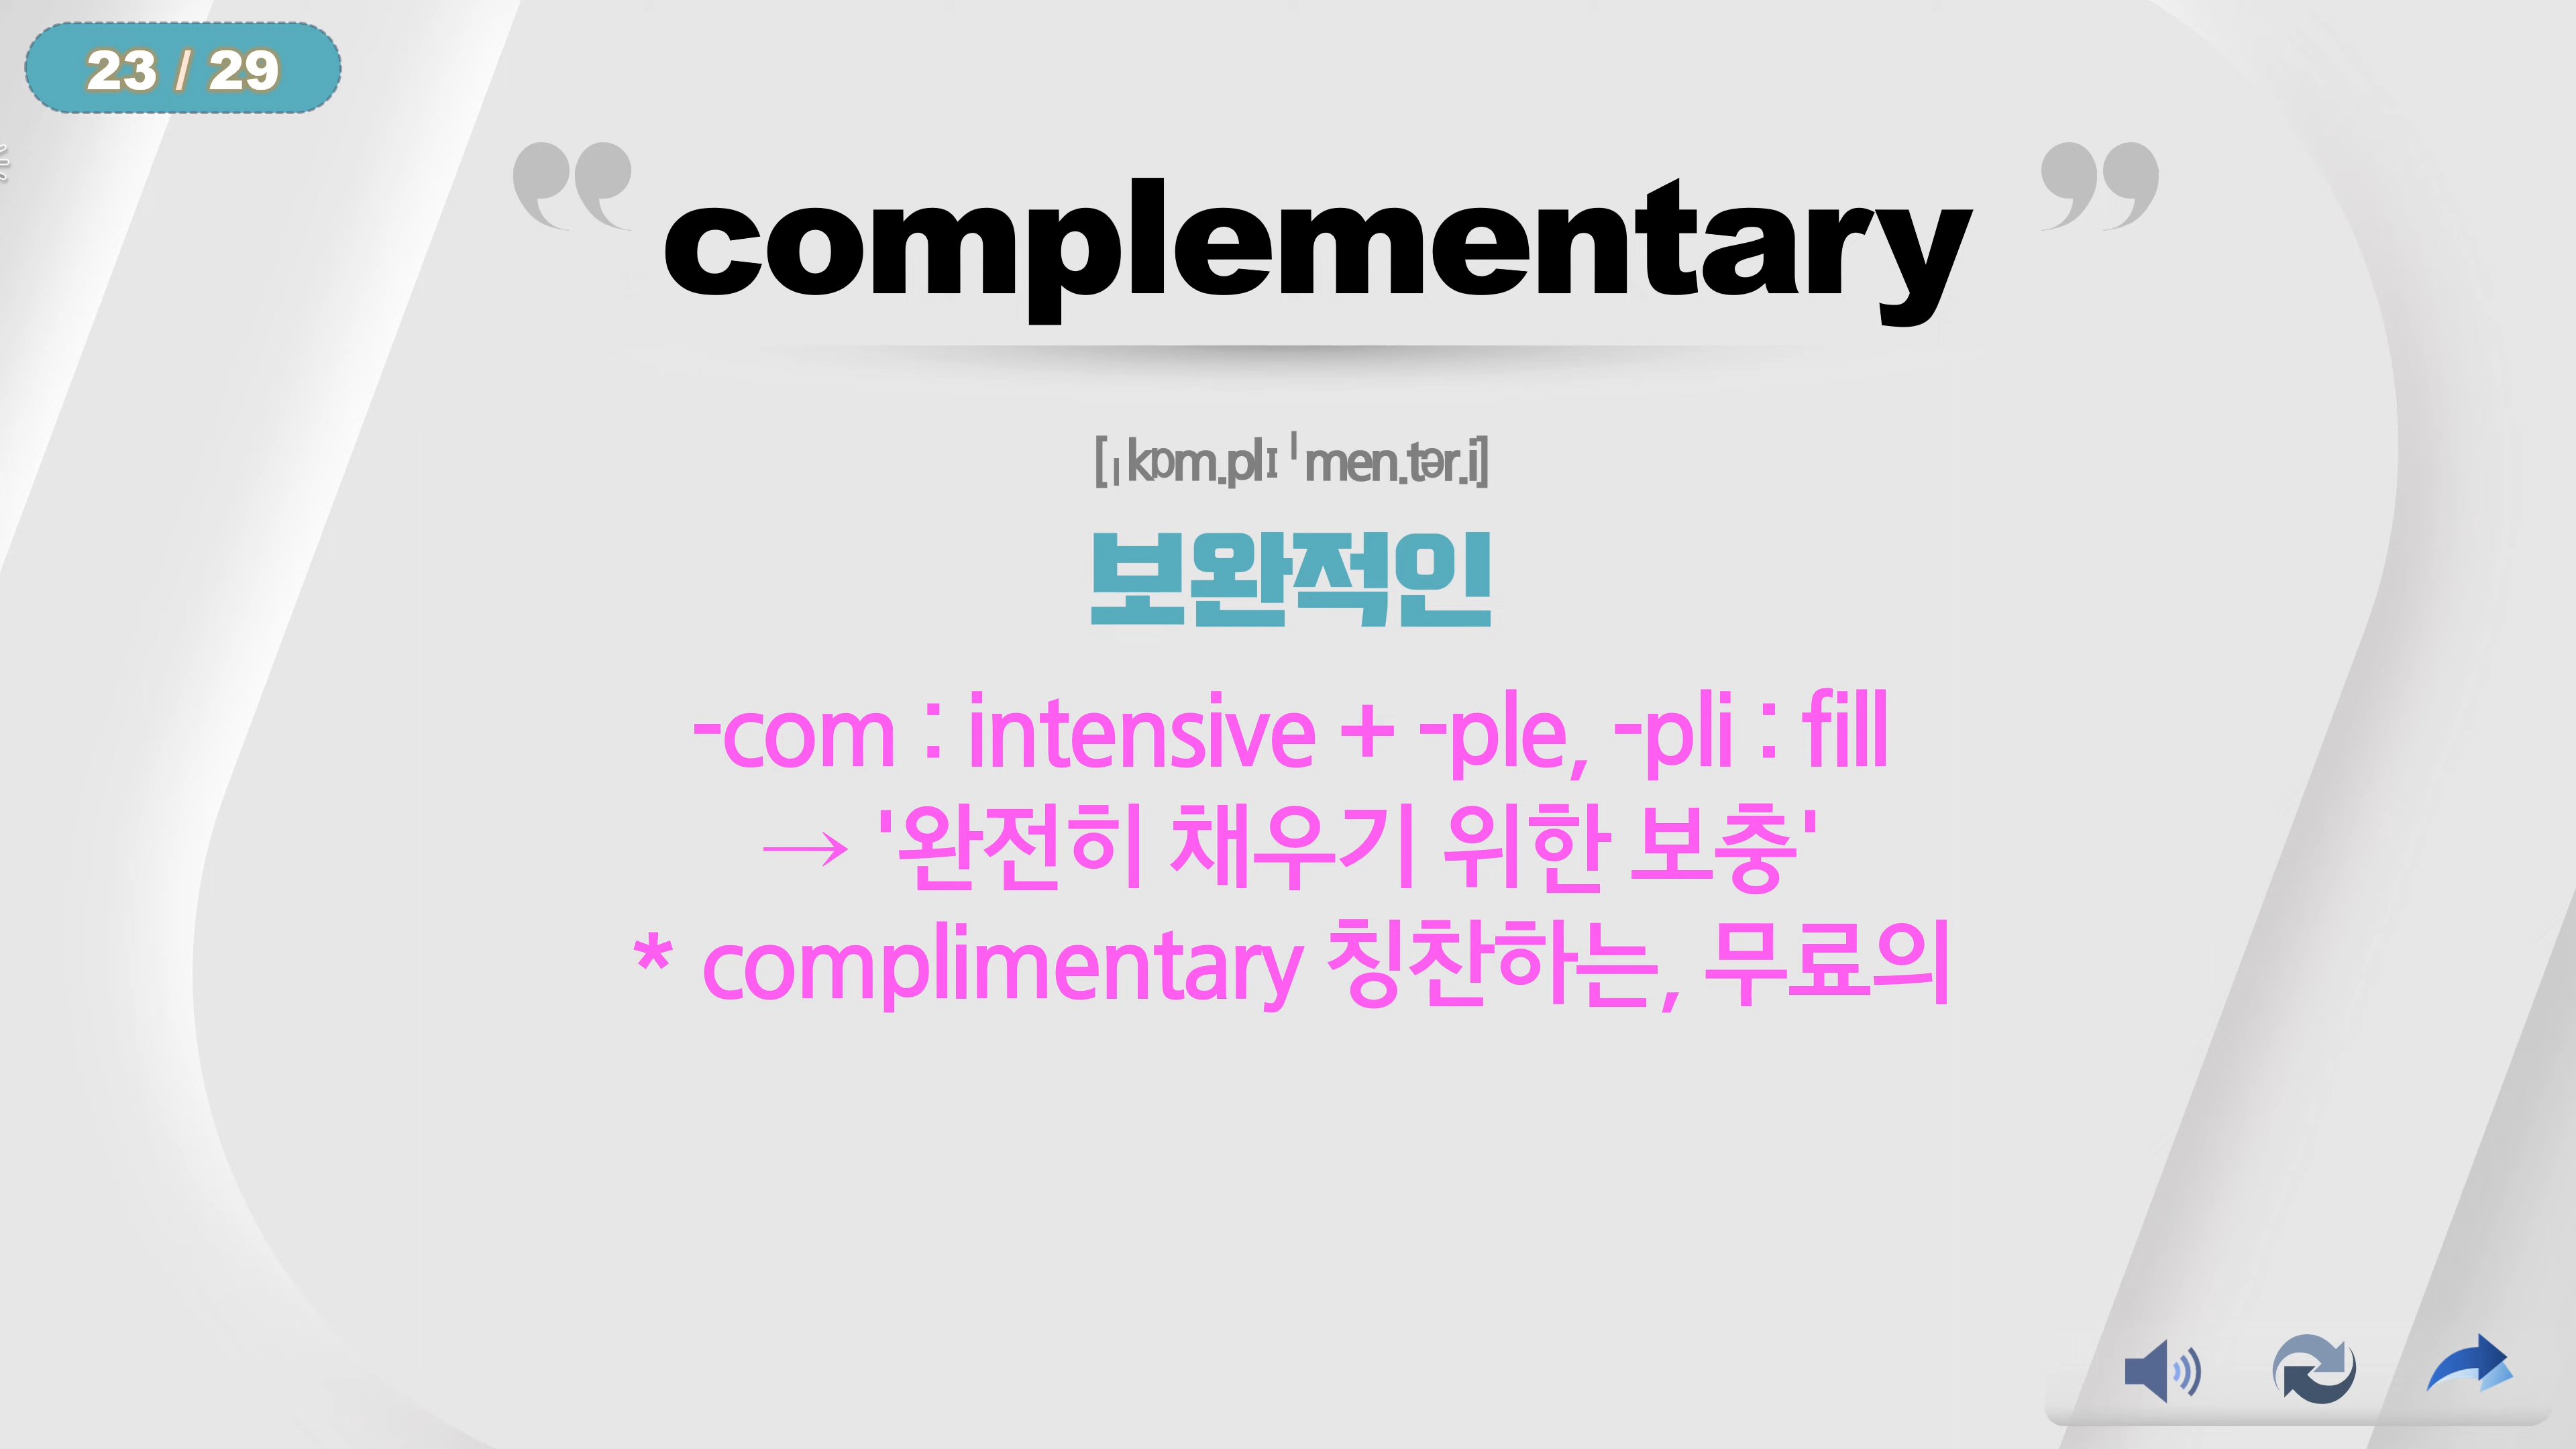 23 / 29
“ complementary ”
[ˌkɒm.plɪˈmen.tər.i]
보완적인
-com : intensive + -ple, -pli : fill
→ '완전히 채우기 위한 보충'
* complimentary 칭찬하는, 무료의